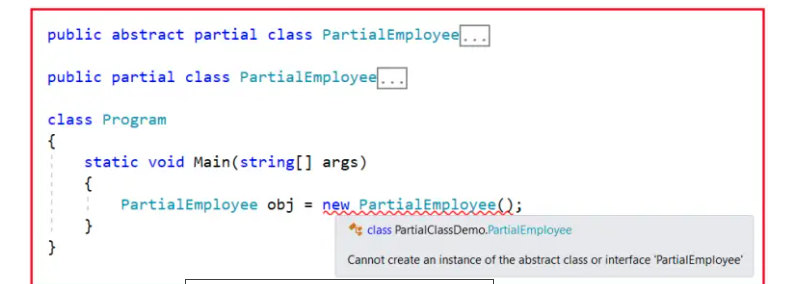 public abstract partial class PartialEmployee...
public partial class PartialEmployee...
class Program
{
static void Main(string[] args)
{
PartialEmployee obj = new PartialEmployee();
}
class PartialClassDemo.PartialEmployee
}
Cannot create an instance of the abstract class or interface 'PartialEmployee'